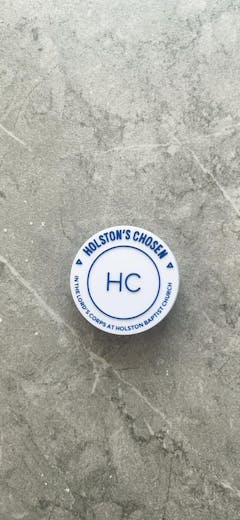 HOLSTON'S CHOSEN
HC
IN THE LORD'S CORPS AT HOLSTON BAPTIST CHURCH